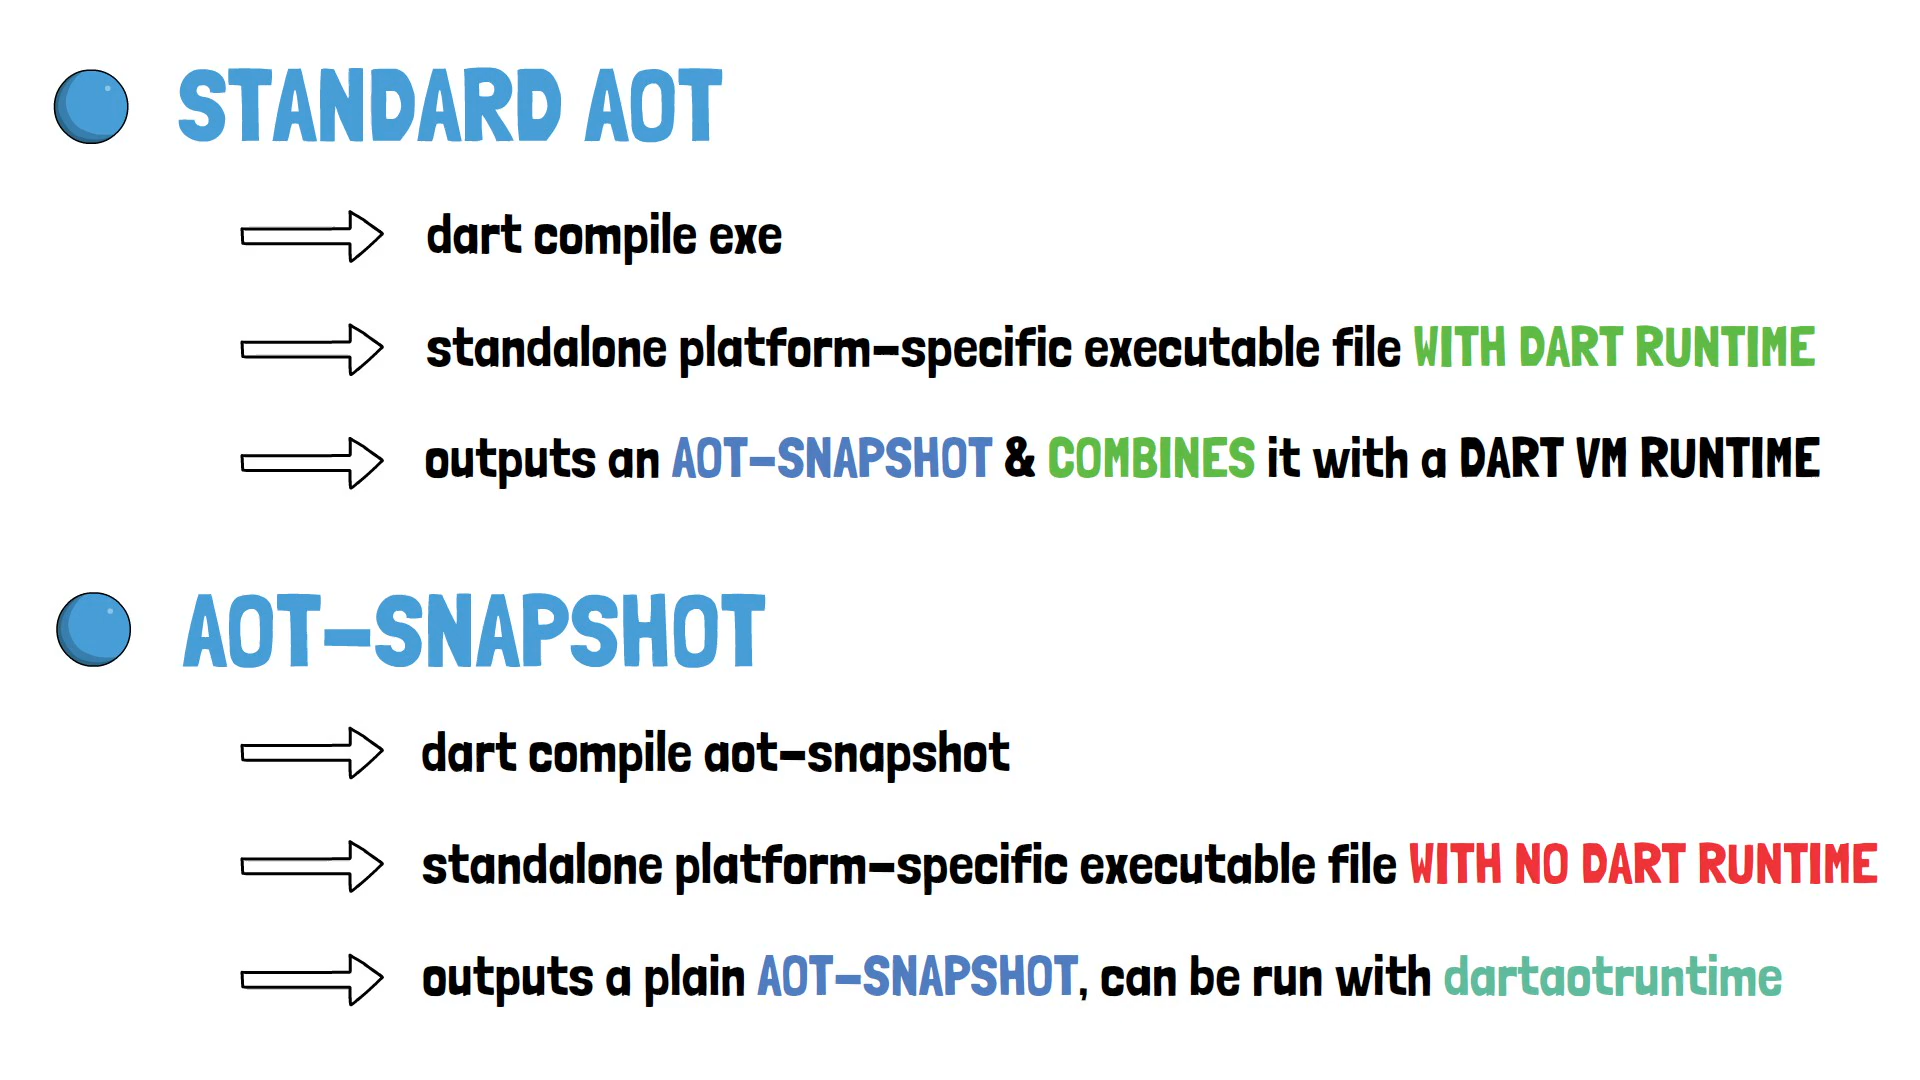 STANDARD AOT
dart compile exe
standalone platform-specific executable file WITH DART RUNTIME
outputs an AOT-SNAPSHOT & COMBINES it with a DART VM RUNTIME
AOT-SNAPSHOT
dart compile aot-snapshot
standalone platform-specific executable file WITH NO DART RUNTIME
outputs a plain AOT-SNAPSHOT, can be run with dartaotruntime